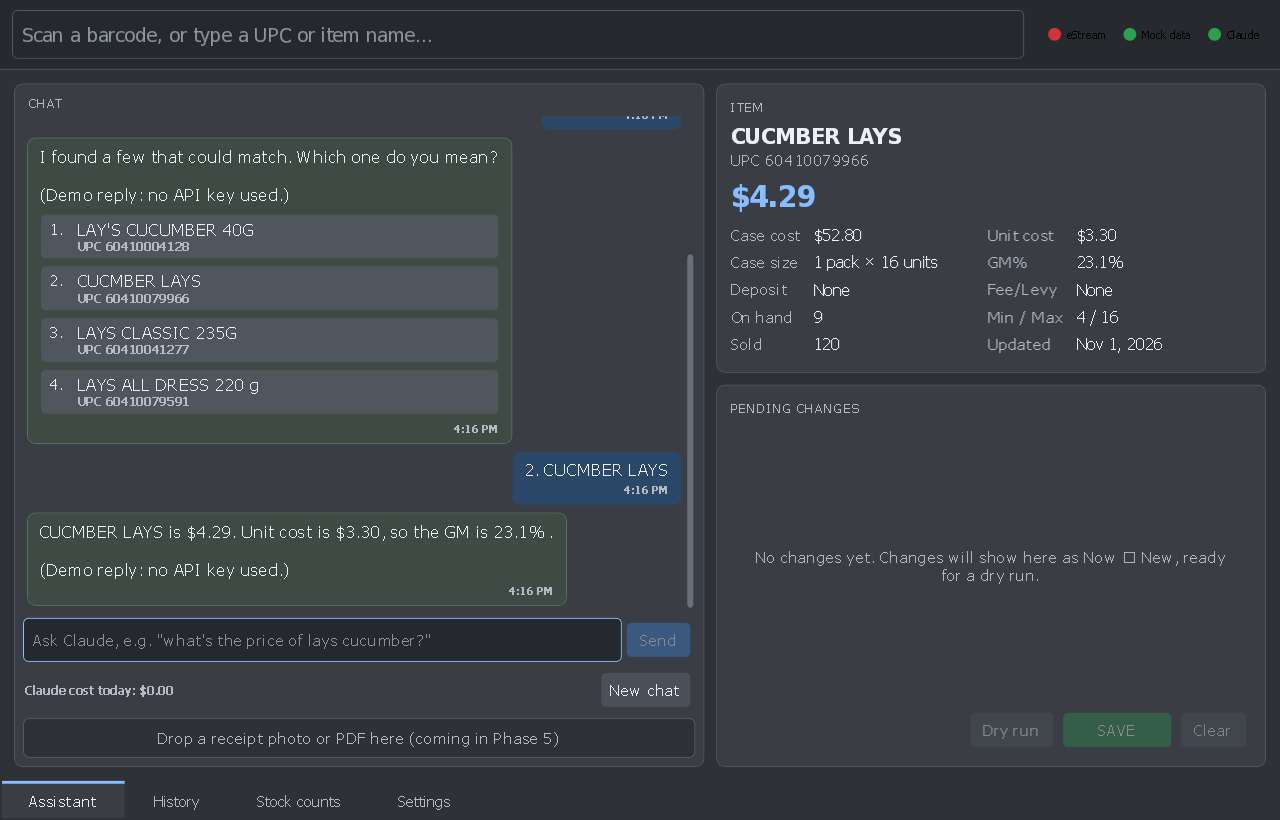 Scan a barcode, or type a UPC or item name...
eStream
Mock data
Claude
CHAT
4:16 PM
I found a few that could match. Which one do you mean?
(Demo reply: no API key used.)
1. LAY'S CUCUMBER 40G
UPC 60410004128
2. CUCMBER LAYS
UPC 60410079966
3. LAYS CLASSIC 235G
UPC 60410041277
4. LAYS ALL DRESS 220 g
UPC 60410079591
4:16 PM
2. CUCMBER LAYS
4:16 PM
CUCMBER LAYS is $4.29. Unit cost is $3.30, so the GM is 23.1% .
(Demo reply: no API key used.)
4:16 PM
Ask Claude, e.g. "what's the price of lays cucumber?"
Send
Claude cost today: $0.00
New chat
Drop a receipt photo or PDF here (coming in Phase 5)
ITEM
CUCMBER LAYS
UPC 60410079966
$4.29
Case cost $52.80 Unit cost $3.30
Case size 1 pack × 16 units GM% 23.1%
Deposit None Fee/Levy None
On hand 9 Min / Max 4 / 16
Sold 120 Updated Nov 1, 2026
PENDING CHANGES
No changes yet. Changes will show here as Now □ New, ready
for a dry run.
Dry run
SAVE
Clear
Assistant
History
Stock counts
Settings